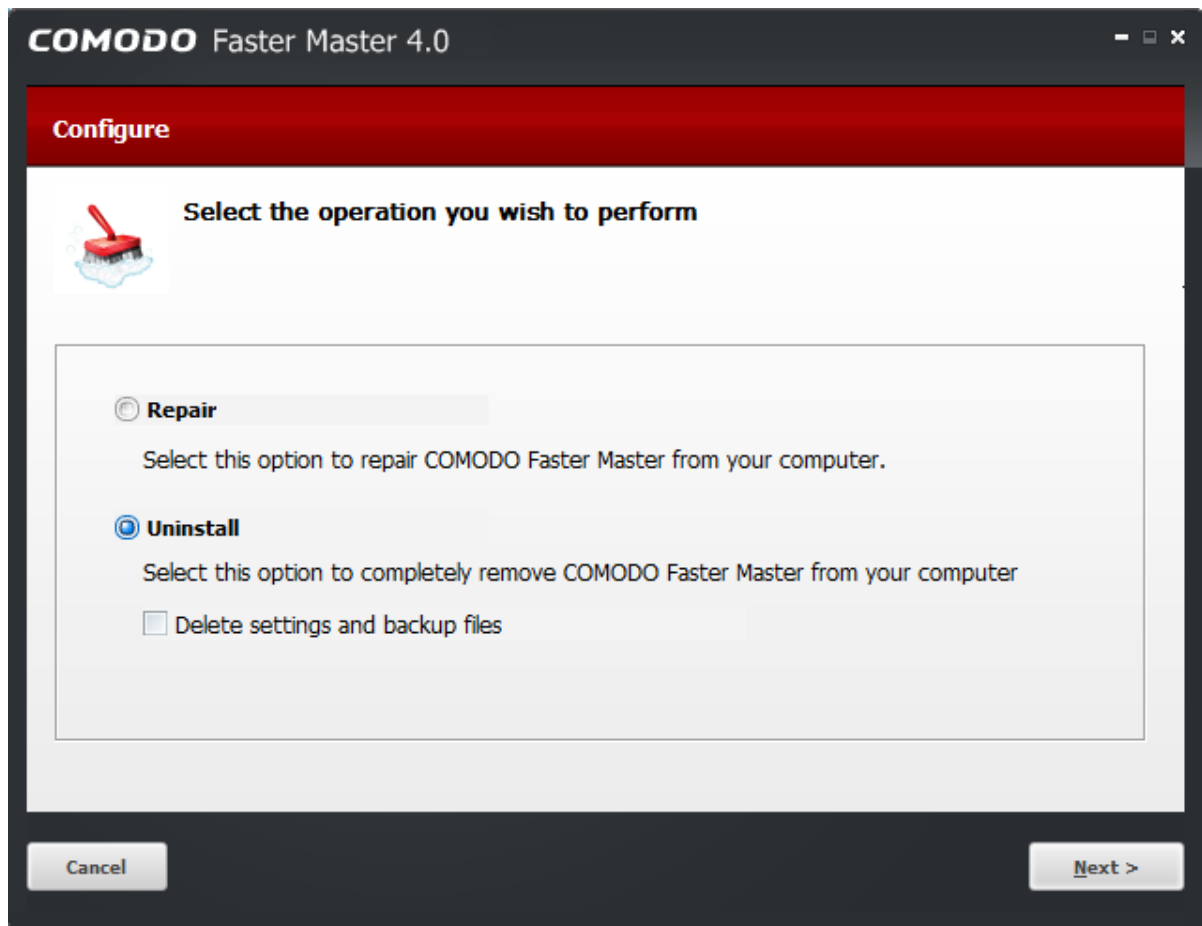 COMODO Faster Master 4.0
Configure
Select the operation you wish to perform
Repair
Select this option to repair COMODO Faster Master from your computer.
Uninstall
Select this option to completely remove COMODO Faster Master from your computer
Delete settings and backup files
Cancel
Next >